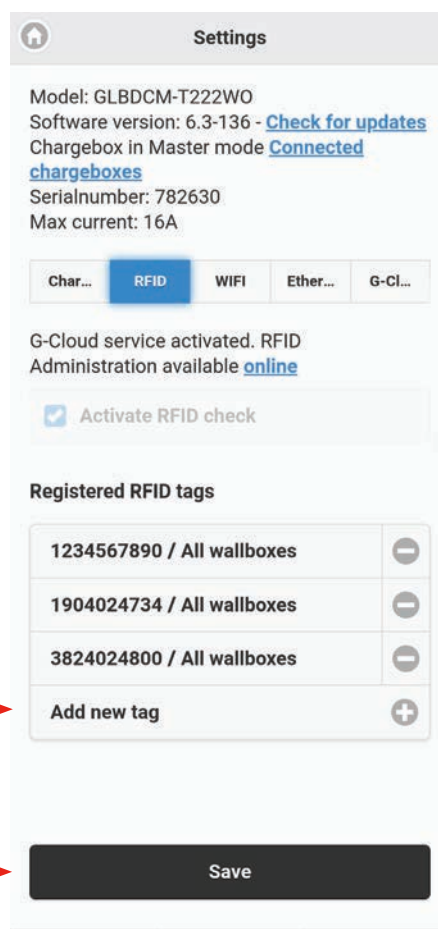 Settings
Model: GLBDCM-T222WO
Software version: 6.3-136 - Check for updates
Chargebox in Master mode Connected
chargeboxes
Serialnumber: 782630
Max current: 16A
Char... RFID WIFI Ether... G-Cl...
G-Cloud service activated. RFID
Administration available online
Activate RFID check
Registered RFID tags
1234567890 / All wallboxes
1904024734 / All wallboxes
3824024800 / All wallboxes
Add new tag
Save